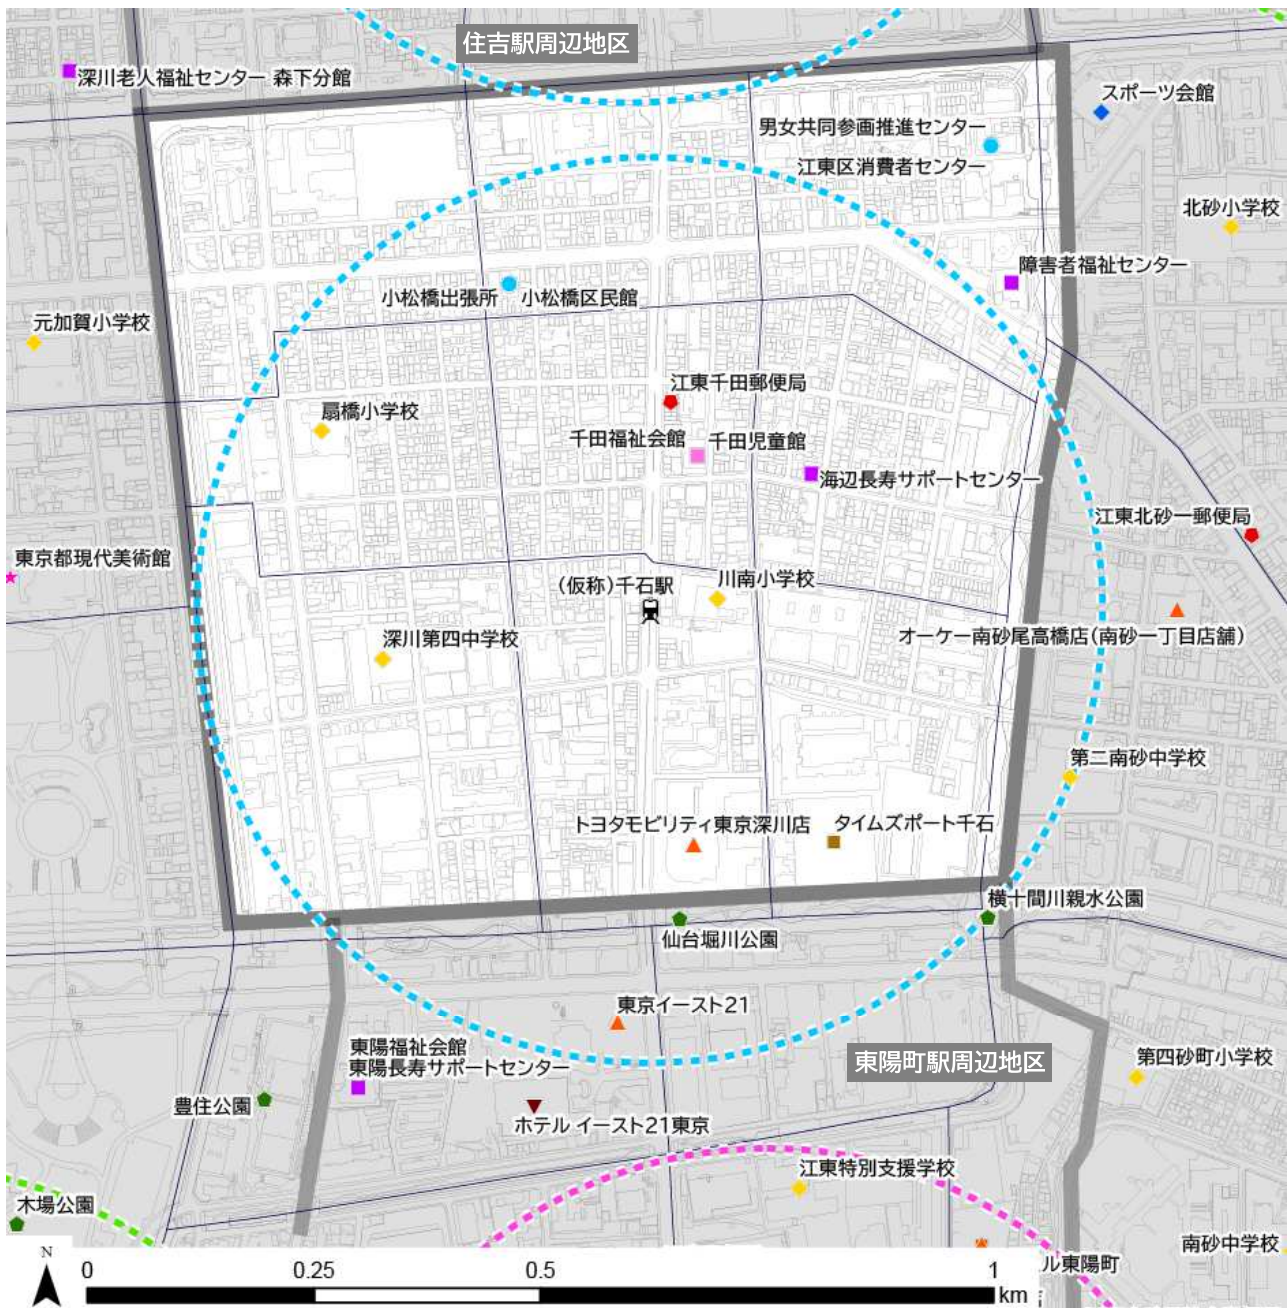 住吉駅周辺地区
深川老人福祉センター 森下分館
スポーツ会館
男女共同参画推進センター
江東区消費者センター
北砂小学校
障害者福祉センター
小松橋出張所
小松橋区民館
元加賀小学校
江東千田郵便局
扇橋小学校
千田福祉会館
千田児童館
海辺長寿サポートセンター
江東北砂一郵便局
東京都現代美術館
(仮称)千石駅
川南小学校
オーケー南砂尾高橋店(南砂一丁目店舗)
深川第四中学校
第二南砂中学校
トヨタモビリティ東京深川店
タイムズポート千石
横十間川親水公園
仙台堀川公園
東京イースト21
東陽福祉会館
東陽長寿サポートセンター
東陽町駅周辺地区
第四砂町小学校
豊住公園
ホテル イースト21東京
江東特別支援学校
木場公園
南砂中学校
ル東陽町
N
0
0.25
0.5
1
km